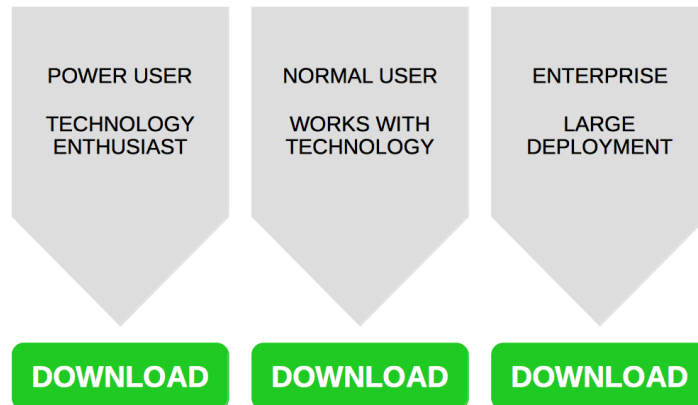 POWER USER
TECHNOLOGY
ENTHUSIAST
DOWNLOAD
NORMAL USER
WORKS WITH
TECHNOLOGY
DOWNLOAD
ENTERPRISE
LARGE
DEPLOYMENT
DOWNLOAD